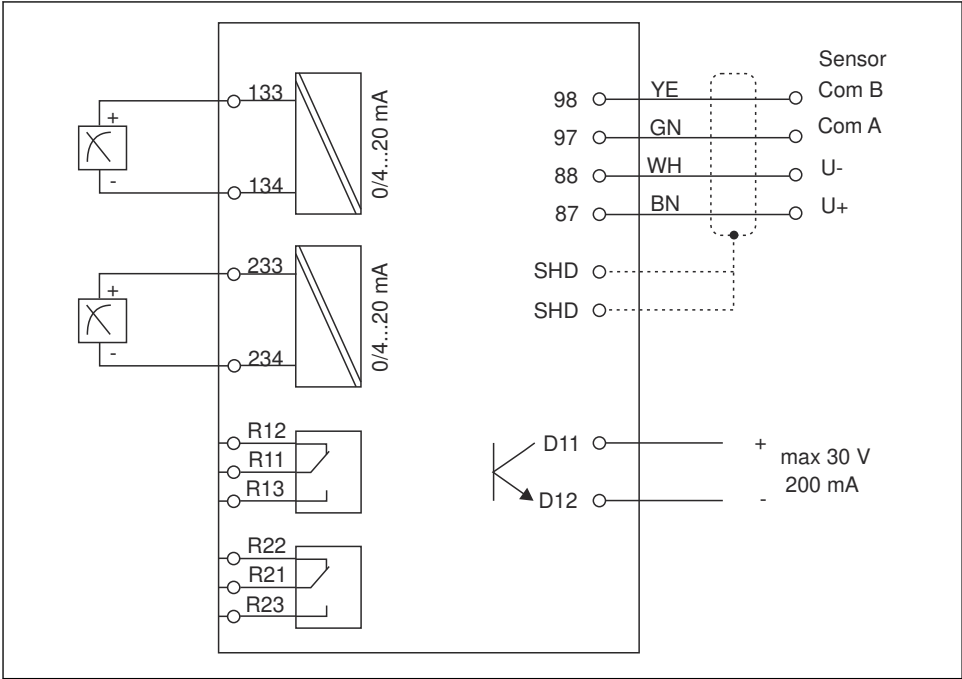 133
+
-
134
0/4...20 mA
233
+
-
234
0/4...20 mA
R12
R11
R13
R22
R21
R23
Sensor
98 YE Com B
97 GN Com A
88 WH U-
87 BN U+
SHD
SHD
D11 +
max 30 V
200 mA
D12 -